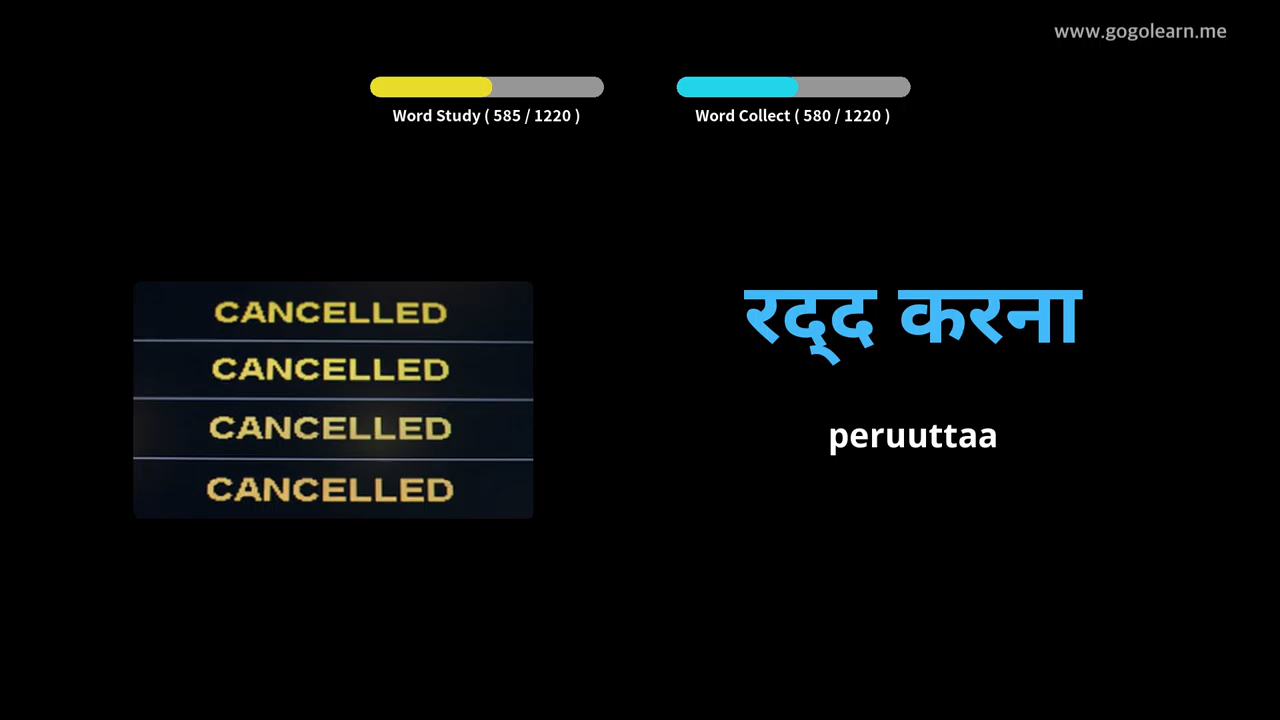 www.gogolearn.me
Word Study ( 585 / 1220 )
Word Collect ( 580 / 1220 )
CANCELLED
CANCELLED
CANCELLED
CANCELLED
रद्द करना
peruuttaa